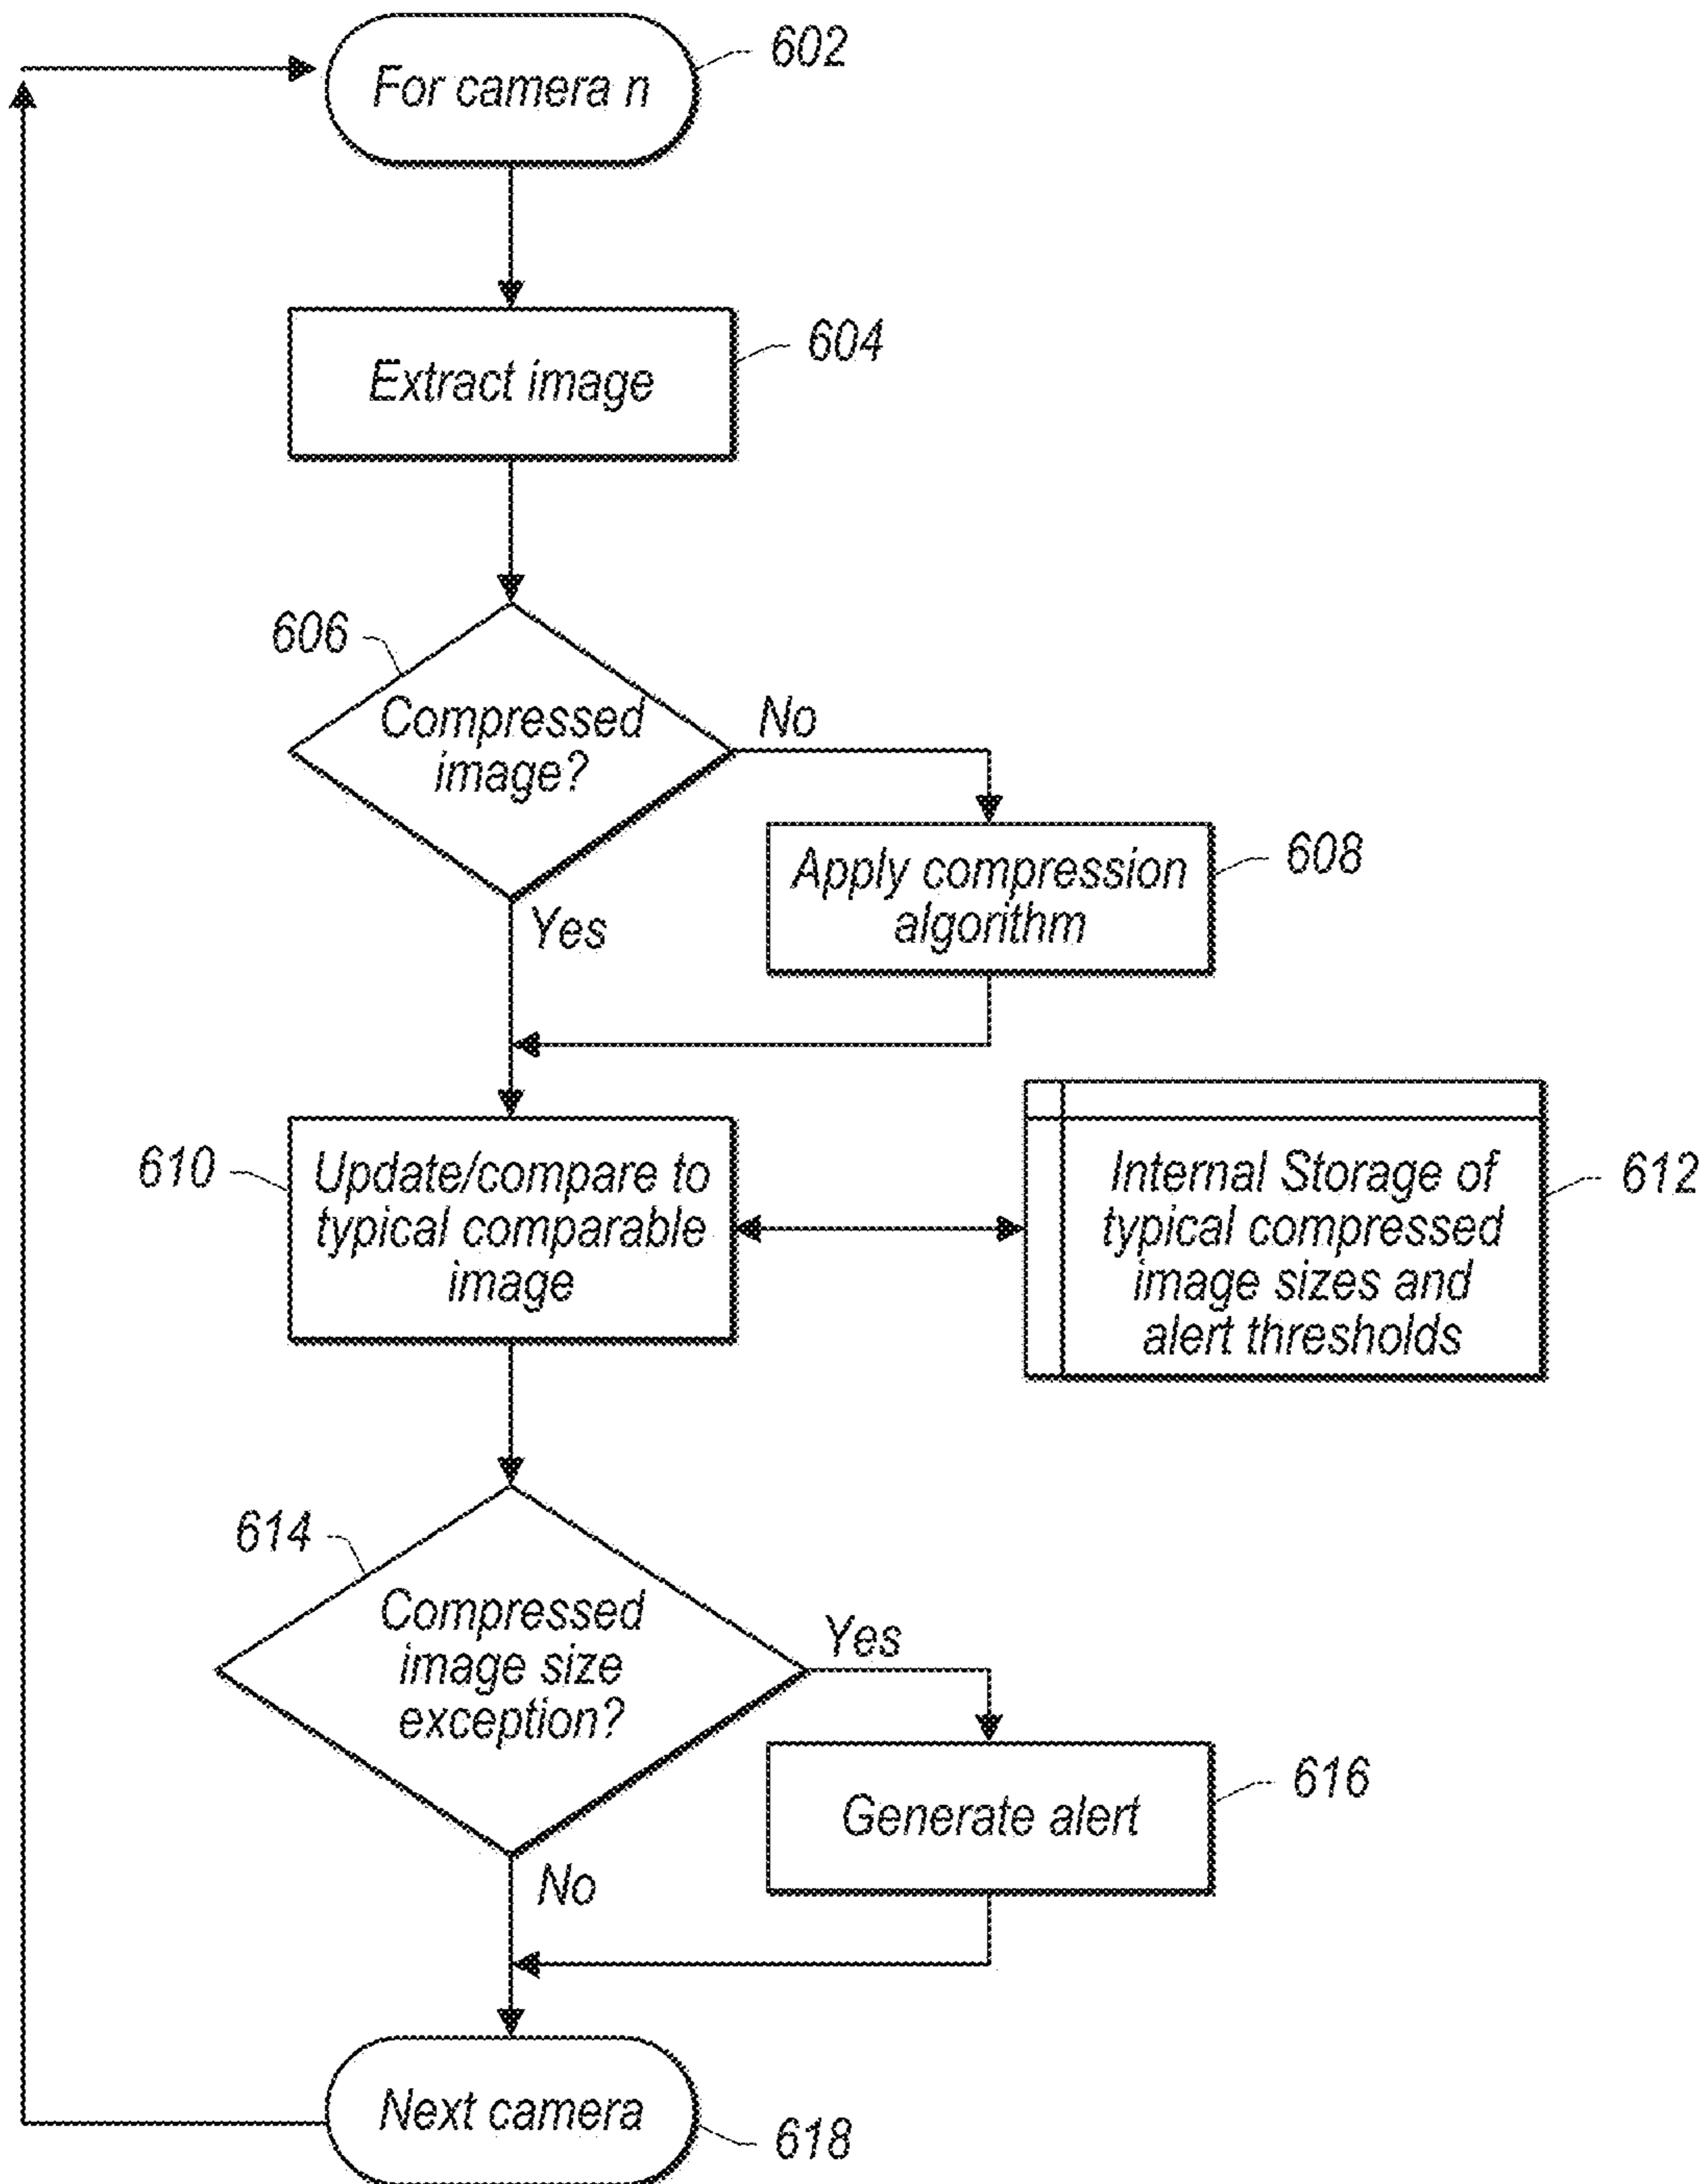 For camera n
602
Extract image
604
606
Compressed
image?
No
Yes
Apply compression
algorithm
608
610
Update/compare to
typical comparable
image
Internal Storage of
typical compressed
image sizes and
alert thresholds
612
614
Compressed
image size
exception?
Yes
No
Generate alert
616
Next camera
618